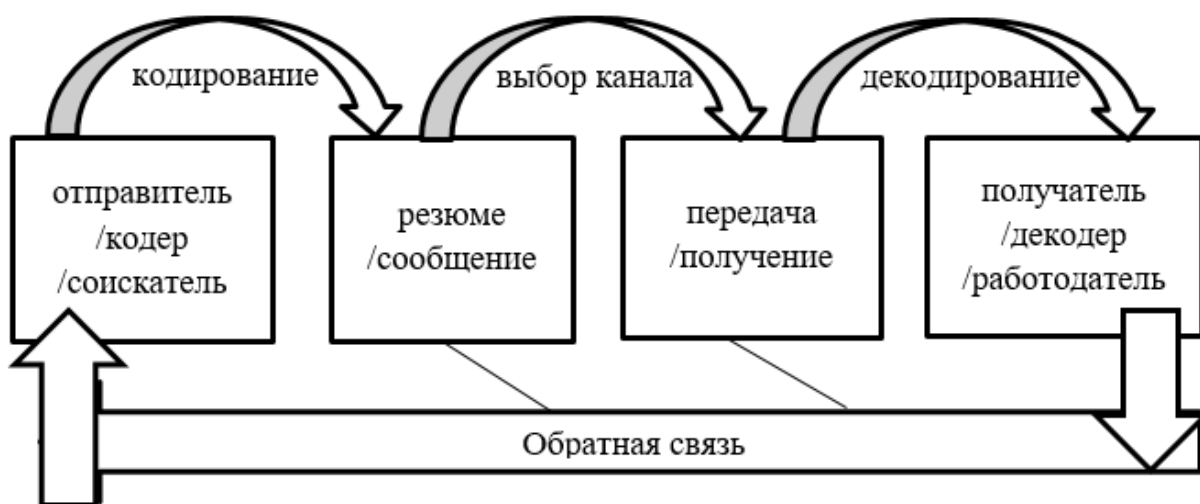 кодирование
выбор канала
декодирование
отправитель
/кодер
/соискатель
резюме
/сообщение
передача
/получение
получатель
/декодер
/работодатель
Обратная связь